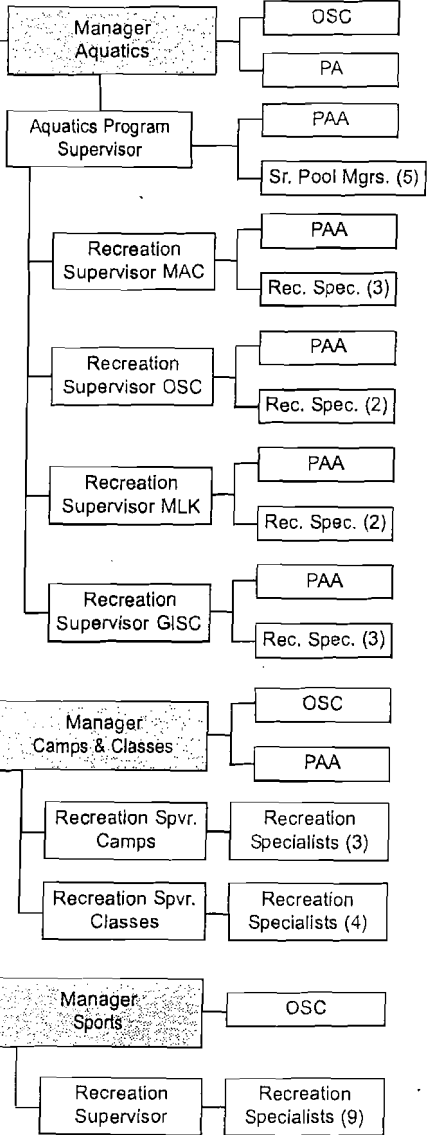 Manager
Aquatics
OSC
PA
Aquatics Program
Supervisor
PAA
Sr. Pool Mgrs. (5)
Recreation
Supervisor MAC
PAA
Rec. Spec. (3)
Recreation
Supervisor OSC
PAA
Rec. Spec. (2)
Recreation
Supervisor MLK
PAA
Rec. Spec. (2)
Recreation
Supervisor GISC
PAA
Rec. Spec. (3)
Manager
Camps & Classes
OSC
PAA
Recreation Spvr.
Camps
Recreation
Specialists (3)
Recreation Spvr.
Classes
Recreation
Specialists (4)
Manager
Sports
OSC
Recreation
Supervisor
Recreation
Specialists (9)